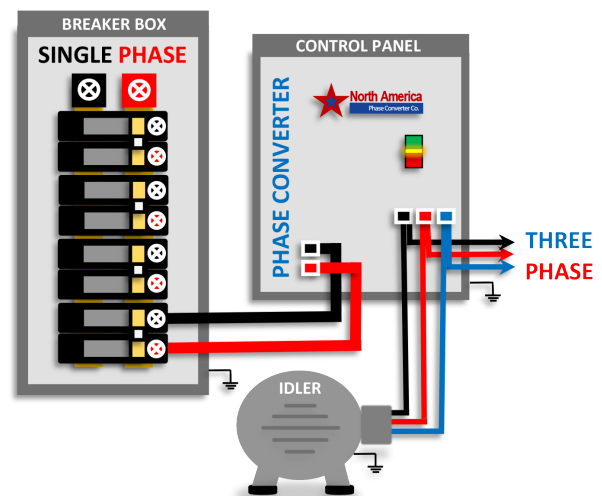 BREAKER BOX
SINGLE PHASE
CONTROL PANEL
PHASE CONVERTER
North America
Phase Converter Co.
THREE
PHASE
IDLER